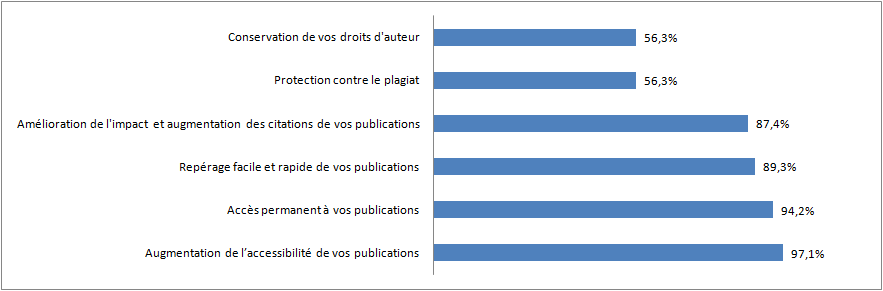 Conservation de vos droits d'auteur 56,3%
Protection contre le plagiat 56,3%
Amélioration de l'impact et augmentation des citations de vos publications 87,4%
Repérage facile et rapide de vos publications 89,3%
Accès permanent à vos publications 94,2%
Augmentation de l’accessibilité de vos publications 97,1%